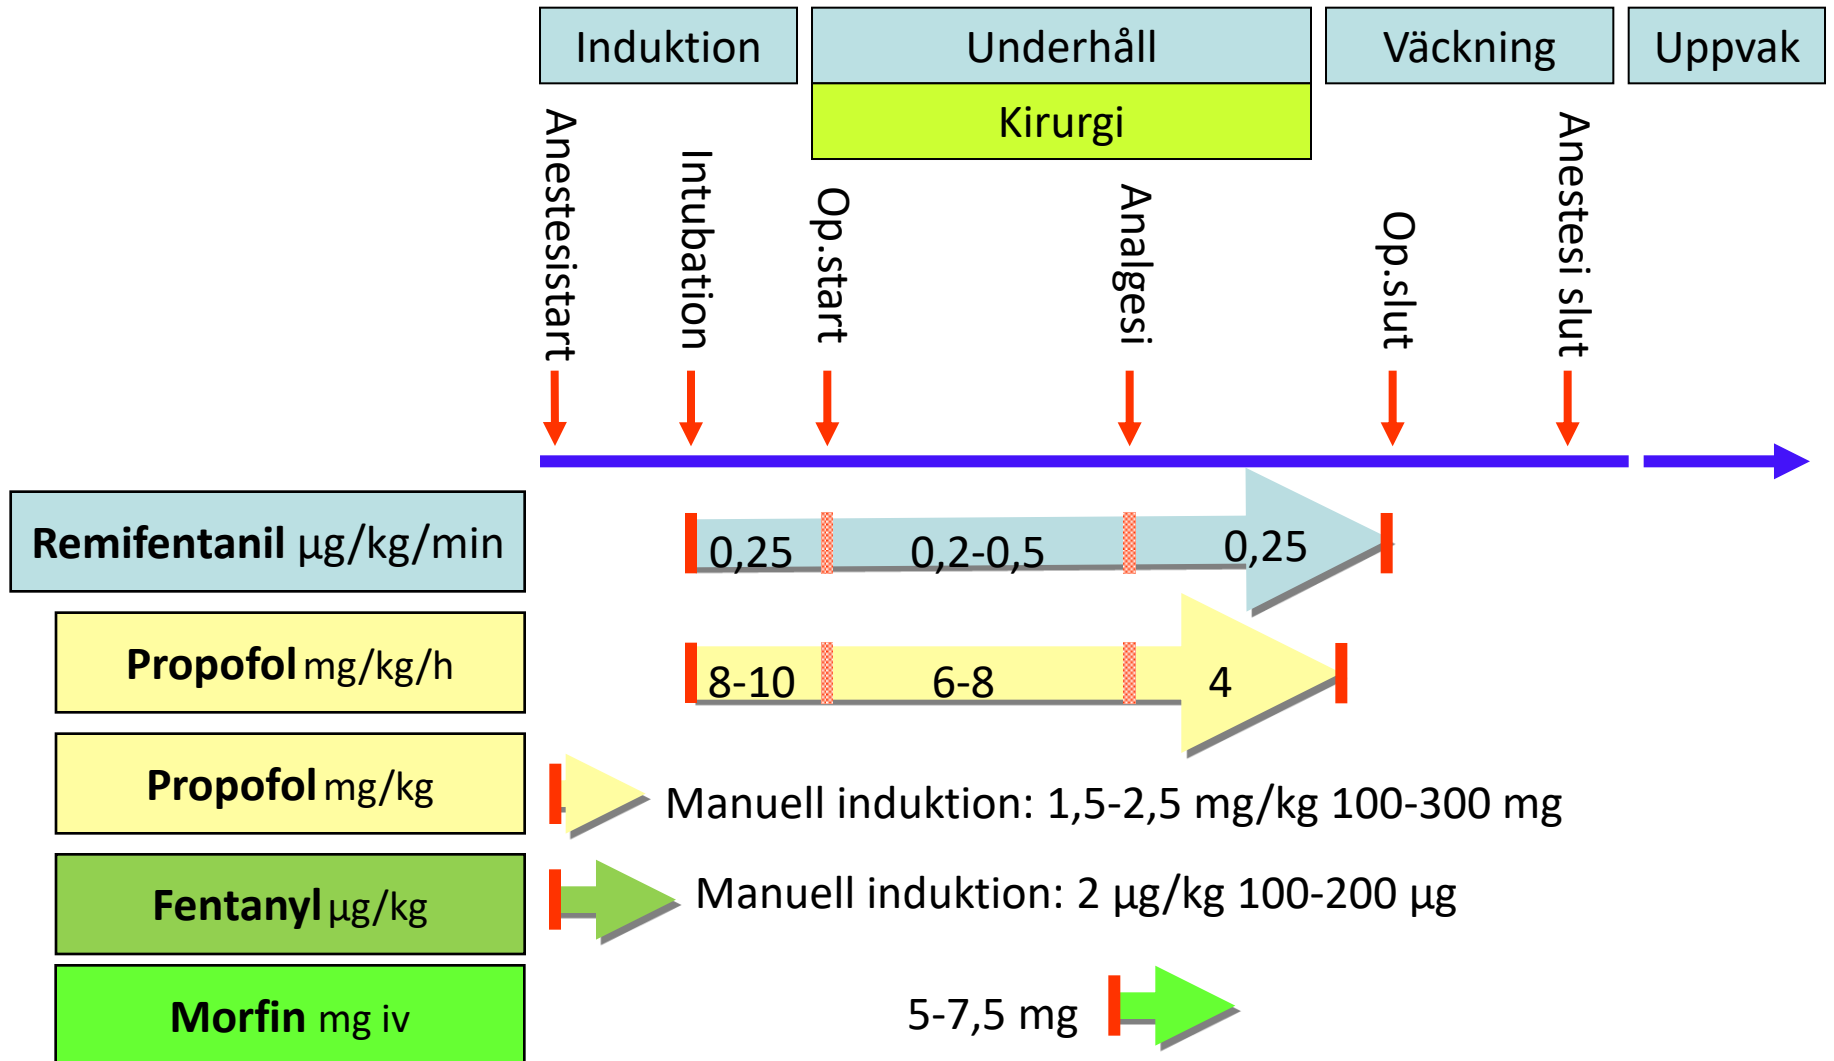 Induktion
Underhåll
Väckning
Uppvak
Kirurgi
Anestesistart
Intubation
Op.start
Analgesi
Op.slut
Anestesi slut
Remifentanil µg/kg/min
0,25
0,2-0,5
0,25
Propofol mg/kg/h
8-10
6-8
4
Propofol mg/kg
Manuell induktion: 1,5-2,5 mg/kg 100-300 mg
Fentanyl µg/kg
Manuell induktion: 2 µg/kg 100-200 µg
Morfin mg iv
5-7,5 mg